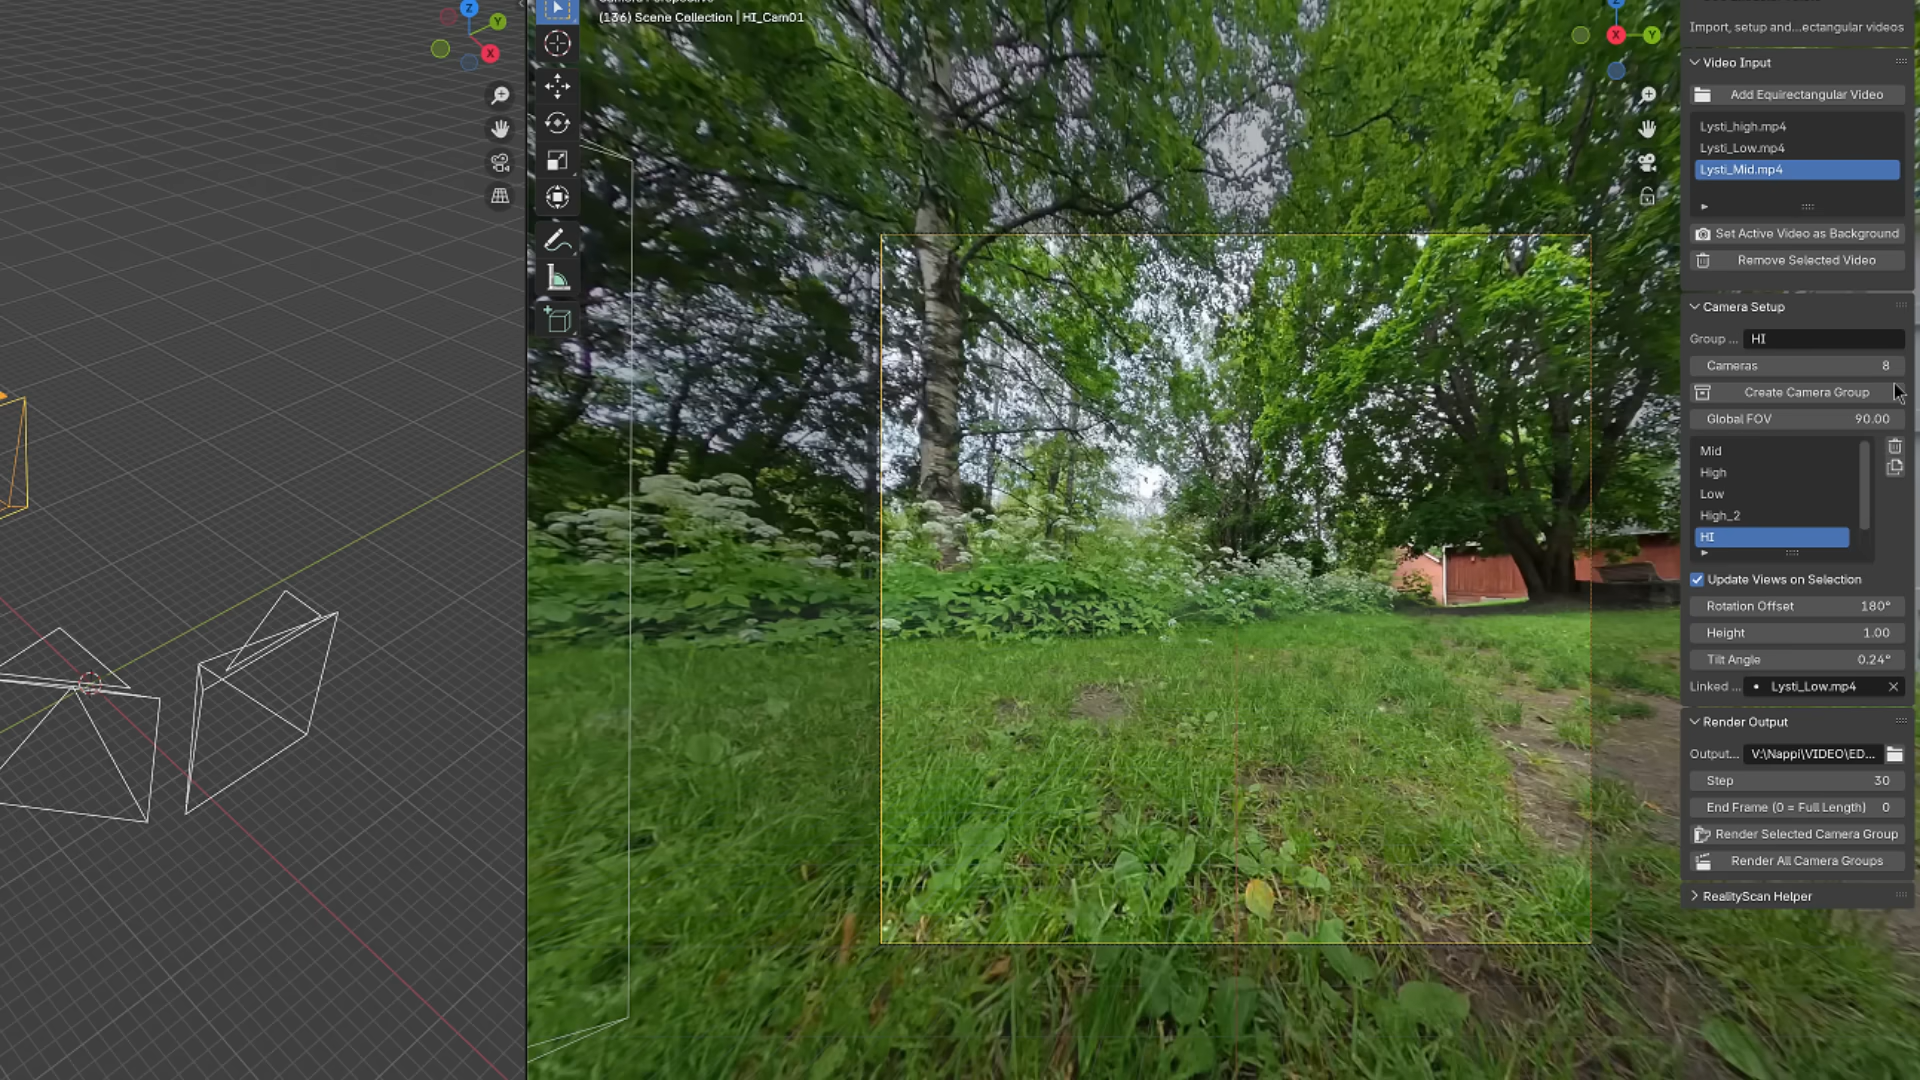 Z
Y
X
(136) Scene Collection | HI_Cam01
X
Y
Import, setup and...ectangular videos
Video Input
Add Equirectangular Video
Lysti_high.mp4
Lysti_Low.mp4
Lysti_Mid.mp4
Set Active Video as Background
Remove Selected Video
Camera Setup
Group ... HI
Cameras 8
Create Camera Group
Global FOV 90.00
Mid
High
Low
High_2
HI
Update Views on Selection
Rotation Offset 180°
Height 1.00
Tilt Angle 0.24°
Linked ... Lysti_Low.mp4
Render Output
Output... V:\Nappi\VIDEO\ED...
Step 30
End Frame (0 = Full Length) 0
Render Selected Camera Group
Render All Camera Groups
RealityScan Helper